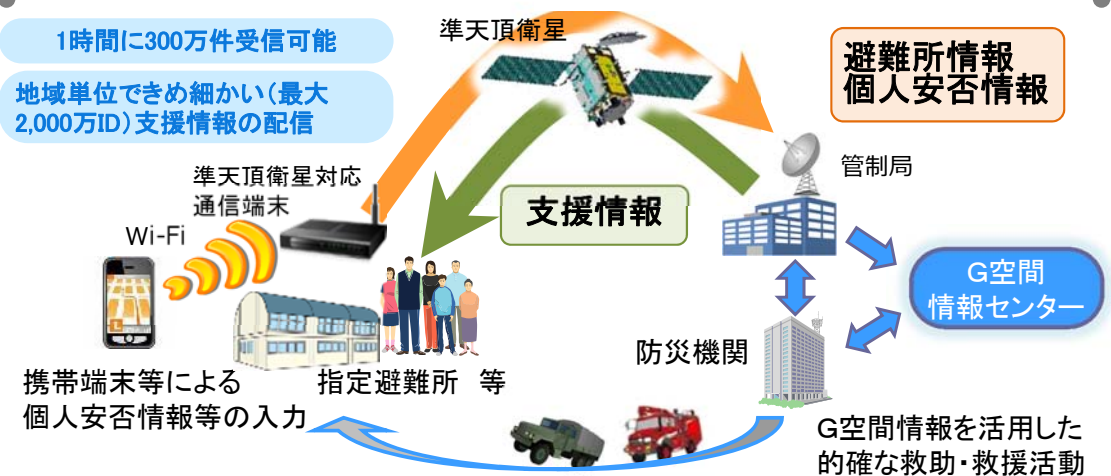 1時間に300万件受信可能
地域単位できめ細かい（最大
2,000万ID）支援情報の配信
準天頂衛星
避難所情報
個人安否情報
管制局
準天頂衛星対応
通信端末
Wi-Fi
支援情報
G空間
情報センター
防災機関
携帯端末等による
個人安否情報等の入力
指定避難所　等
G空間情報を活用した
的確な救助・救援活動